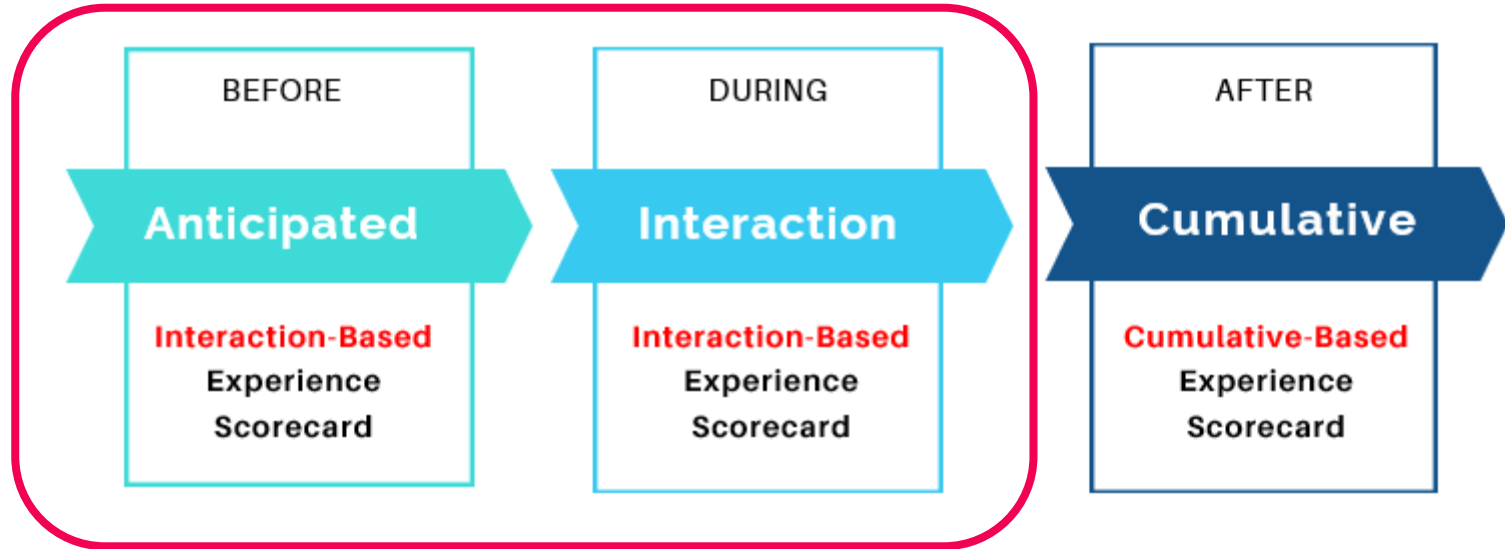 BEFORE
Anticipated
Interaction-Based
Experience
Scorecard
DURING
Interaction
Interaction-Based
Experience
Scorecard
AFTER
Cumulative
Cumulative-Based
Experience
Scorecard